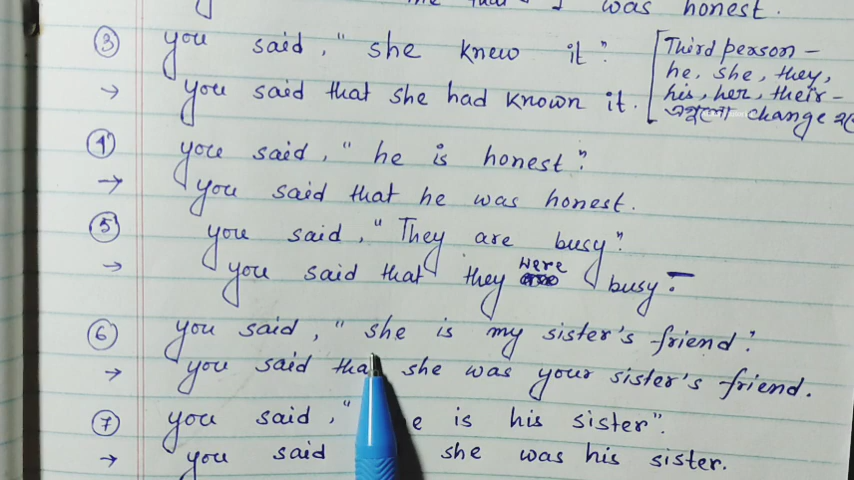 was honest.
③ you said, "she knew it".
→ you said that she had known it.
[Third person –
he, she, they,
his, her, their –
এগুলো change
④ you said, "he is honest".
→ you said that he was honest.
⑤ you said, "They are busy".
→ you said that they were busy.
⑥ you said, "she is my sister's friend".
→ you said that she was your sister's friend.
⑦ you said, " e is his sister".
→ you said she was his sister.